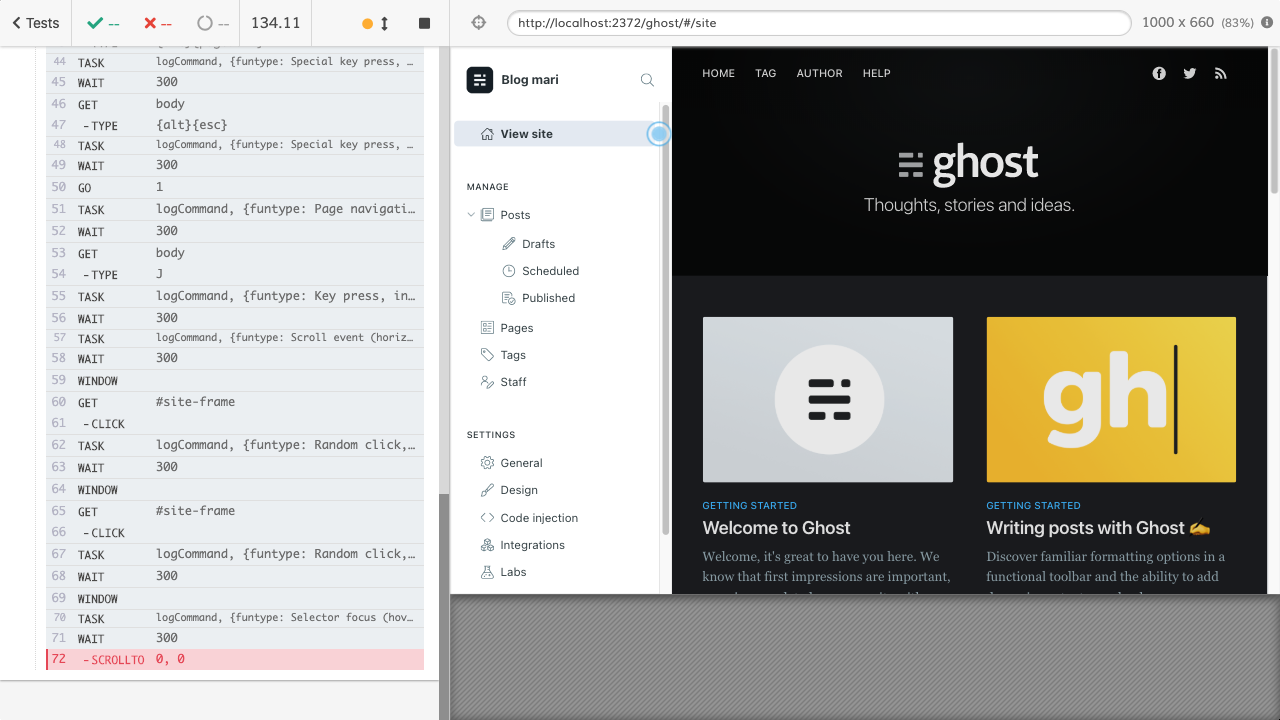 Tests
--
--
--
134.11
http://localhost:2372/ghost/#/site
1000 x 660 (83%)
44 TASK logCommand, {funtype: Special key press, …
45 WAIT 300
46 GET body
47 -TYPE {alt}{esc}
48 TASK logCommand, {funtype: Special key press, …
49 WAIT 300
50 GO 1
51 TASK logCommand, {funtype: Page navigati…
52 WAIT 300
53 GET body
54 -TYPE J
55 TASK logCommand, {funtype: Key press, in…
56 WAIT 300
57 TASK logCommand, {funtype: Scroll event (horiz…
58 WAIT 300
59 WINDOW
60 GET #site-frame
61 -CLICK
62 TASK logCommand, {funtype: Random click,…
63 WAIT 300
64 WINDOW
65 GET #site-frame
66 -CLICK
67 TASK logCommand, {funtype: Random click,…
68 WAIT 300
69 WINDOW
70 TASK logCommand, {funtype: Selector focus (hov…
71 WAIT 300
72 -SCROLLTO 0, 0
Blog mari
View site
MANAGE
Posts
Drafts
Scheduled
Published
Pages
Tags
Staff
SETTINGS
General
Design
Code injection
Integrations
Labs
HOME TAG AUTHOR HELP
ghost
Thoughts, stories and ideas.
GETTING STARTED
Welcome to Ghost
Welcome, it's great to have you here. We
know that first impressions are important,
gh
GETTING STARTED
Writing posts with Ghost ✍️
Discover familiar formatting options in a
functional toolbar and the ability to add